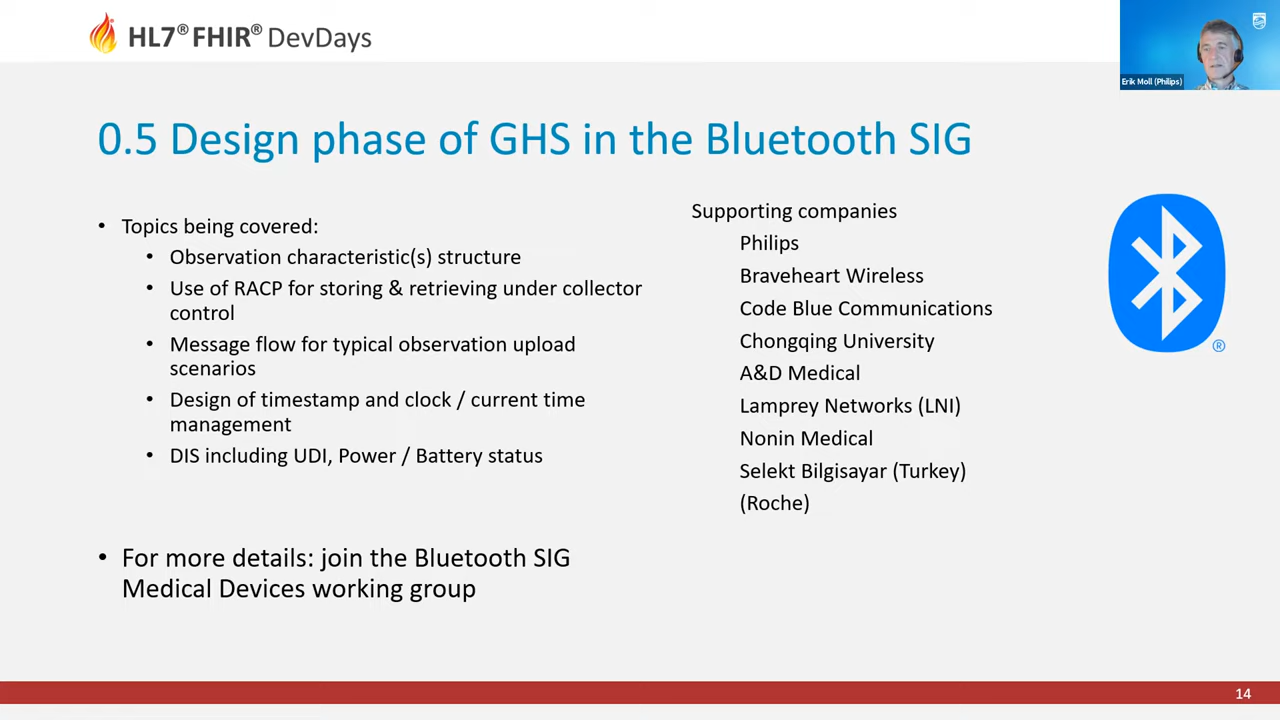 HL7® FHIR® DevDays
Erik Moll (Philips)
0.5 Design phase of GHS in the Bluetooth SIG
• Topics being covered:
• Observation characteristic(s) structure
• Use of RACP for storing & retrieving under collector
control
• Message flow for typical observation upload
scenarios
• Design of timestamp and clock / current time
management
• DIS including UDI, Power / Battery status
• For more details: join the Bluetooth SIG
Medical Devices working group
Supporting companies
Philips
Braveheart Wireless
Code Blue Communications
Chongqing University
A&D Medical
Lamprey Networks (LNI)
Nonin Medical
Selekt Bilgisayar (Turkey)
(Roche)
®
14